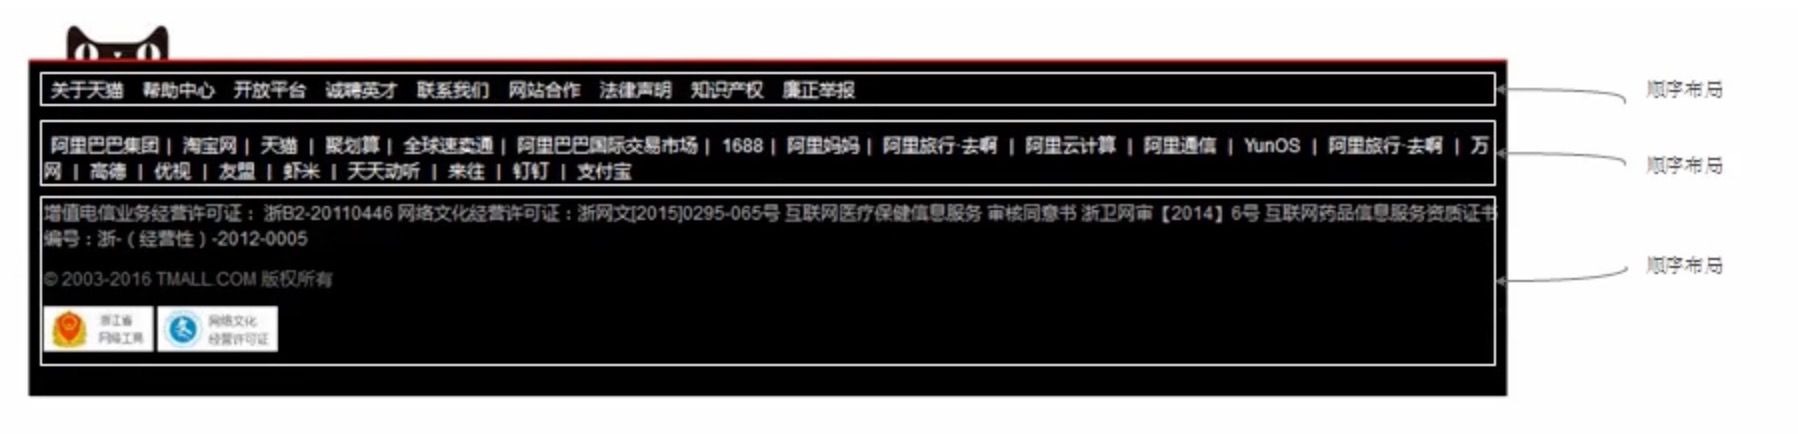 关于天猫 帮助中心 开放平台 诚聘英才 联系我们 网站合作 法律声明 知识产权 廉正举报
顺序布局
阿里巴巴集团 | 淘宝网 | 天猫 | 聚划算 | 全球速卖通 | 阿里巴巴国际交易市场 | 1688 | 阿里妈妈 | 阿里旅行·去啊 | 阿里云计算 | 阿里通信 | YunOS | 阿里旅行·去啊 | 万
网 | 高德 | 优视 | 友盟 | 虾米 | 天天动听 | 来往 | 钉钉 | 支付宝
顺序布局
增值电信业务经营许可证： 浙B2-20110446 网络文化经营许可证：浙网文[2015]0295-065号 互联网医疗保健信息服务 审核同意书 浙卫网审【2014】6号 互联网药品信息服务资质证书
编号：浙-（经营性）-2012-0005
顺序布局
© 2003-2016 TMALL.COM 版权所有
浙江省
网络工商
网络文化
经营许可证